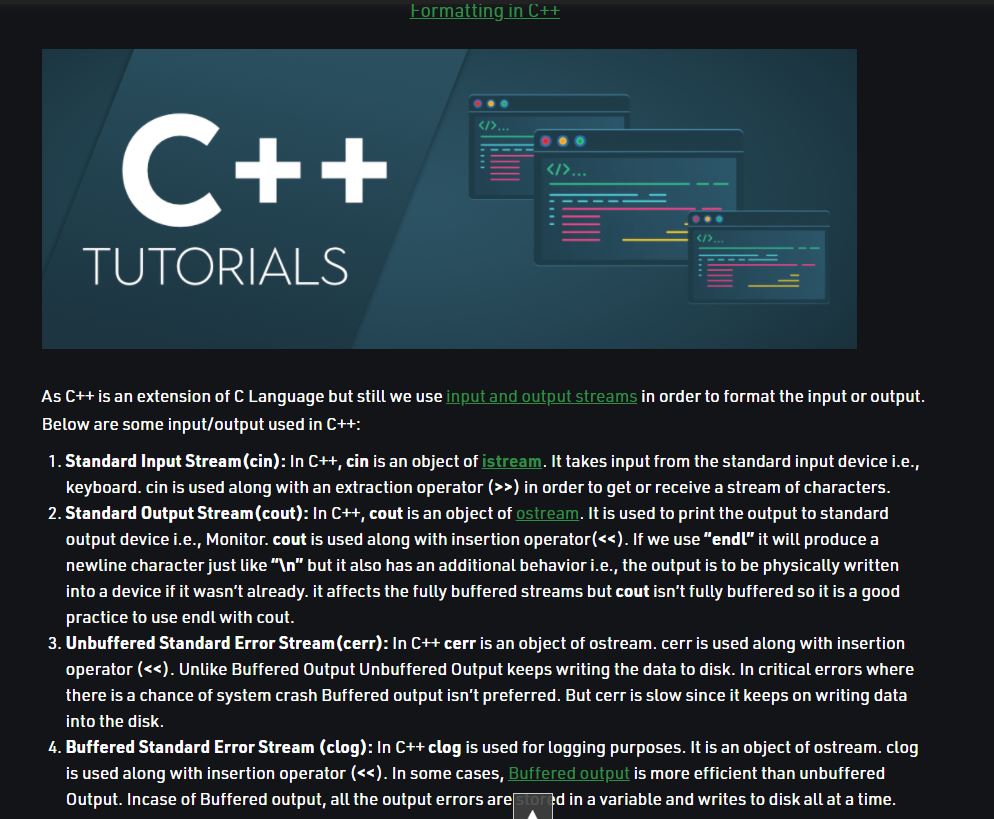 Formatting in C++
C++
TUTORIALS
</>...
</>...
</>...
As C++ is an extension of C Language but still we use input and output streams in order to format the input or output.
Below are some input/output used in C++:
1. Standard Input Stream(cin): In C++, cin is an object of istream. It takes input from the standard input device i.e.,
keyboard. cin is used along with an extraction operator (>>) in order to get or receive a stream of characters.
2. Standard Output Stream(cout): In C++, cout is an object of ostream. It is used to print the output to standard
output device i.e., Monitor. cout is used along with insertion operator(<<). If we use “endl” it will produce a
newline character just like “\n” but it also has an additional behavior i.e., the output is to be physically written
into a device if it wasn’t already. it affects the fully buffered streams but cout isn’t fully buffered so it is a good
practice to use endl with cout.
3. Unbuffered Standard Error Stream(cerr): In C++ cerr is an object of ostream. cerr is used along with insertion
operator (<<). Unlike Buffered Output Unbuffered Output keeps writing the data to disk. In critical errors where
there is a chance of system crash Buffered output isn’t preferred. But cerr is slow since it keeps on writing data
into the disk.
4. Buffered Standard Error Stream (clog): In C++ clog is used for logging purposes. It is an object of ostream. clog
is used along with insertion operator (<<). In some cases, Buffered output is more efficient than unbuffered
Output. Incase of Buffered output, all the output errors are stored in a variable and writes to disk all at a time.